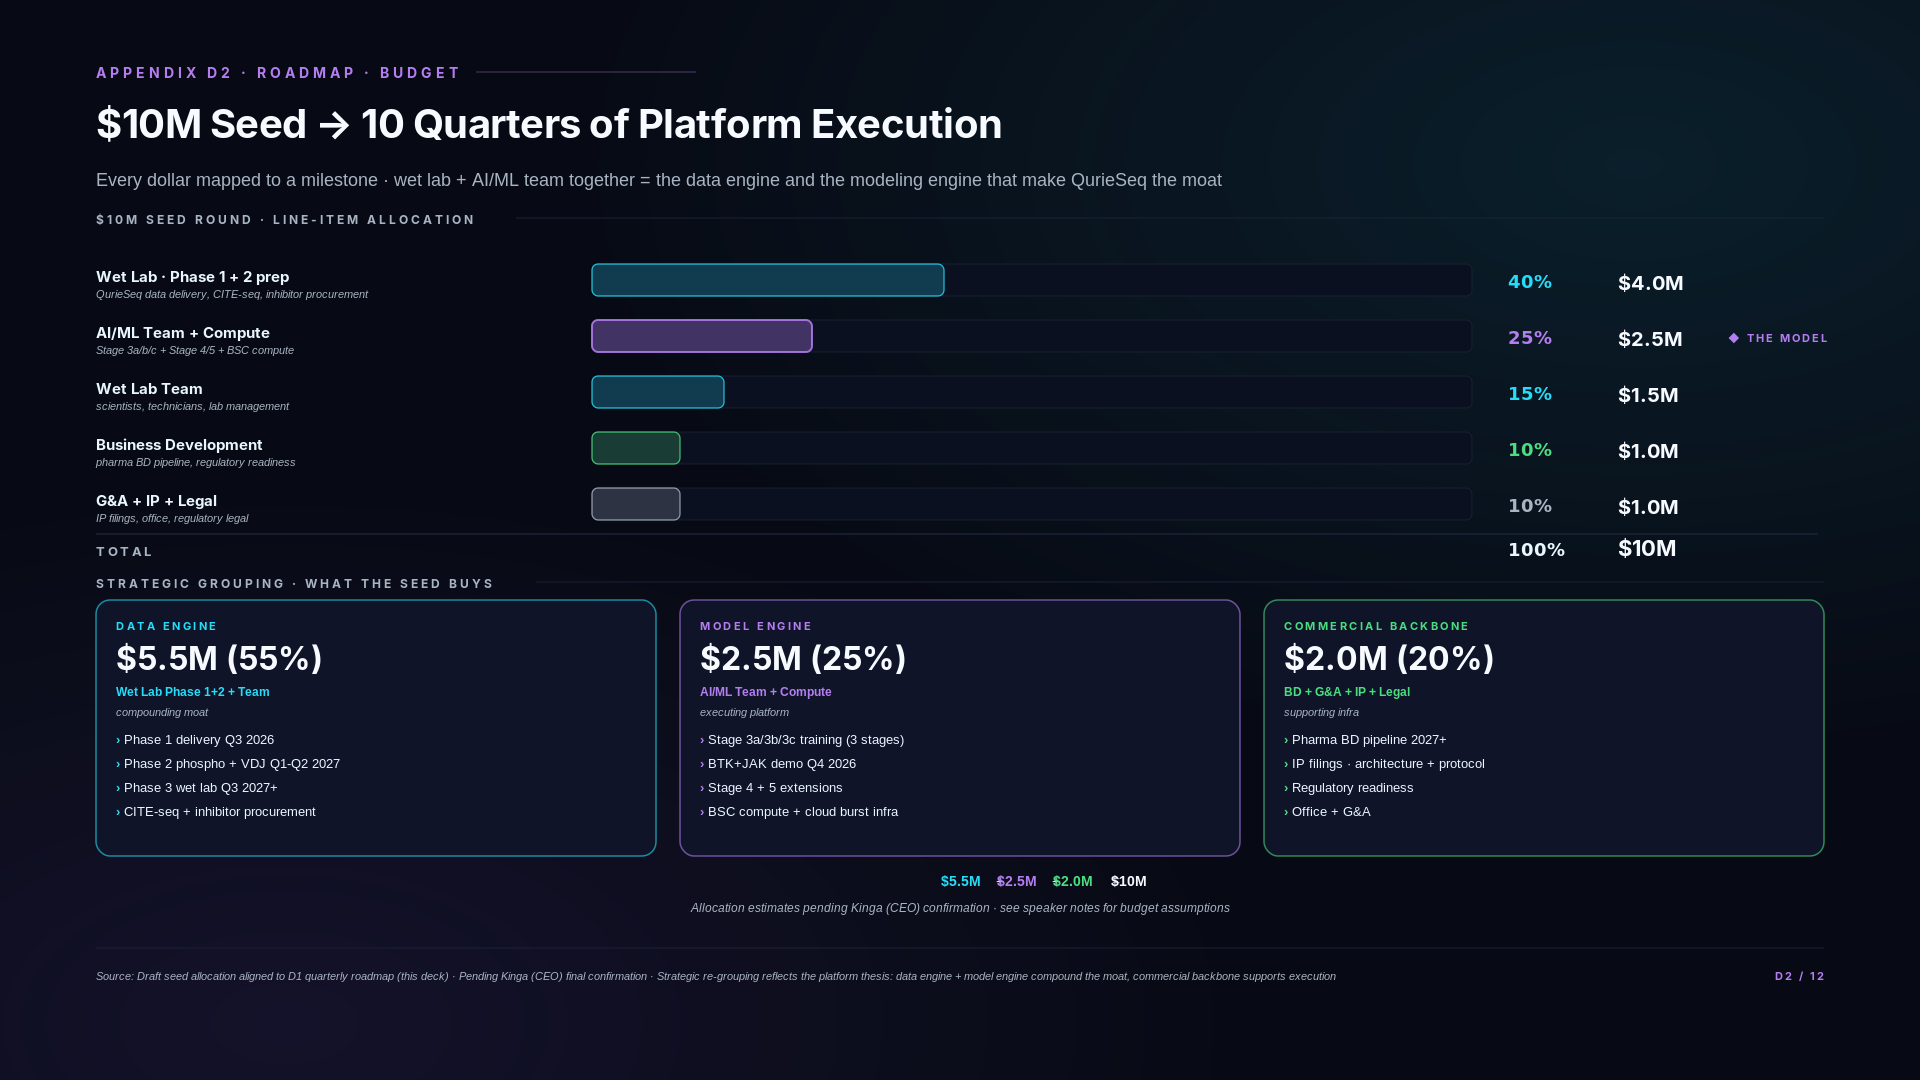 APPENDIX D2 · ROADMAP · BUDGET
$10M Seed → 10 Quarters of Platform Execution
Every dollar mapped to a milestone · wet lab + AI/ML team together = the data engine and the modeling engine that make QurieSeq the moat
$10M SEED ROUND · LINE-ITEM ALLOCATION
Wet Lab · Phase 1 + 2 prep
QurieSeq data delivery, CITE-seq, inhibitor procurement
40% $4.0M
AI/ML Team + Compute
Stage 3a/b/c + Stage 4/5 + BSC compute
25% $2.5M ◆ THE MODEL
Wet Lab Team
scientists, technicians, lab management
15% $1.5M
Business Development
pharma BD pipeline, regulatory readiness
10% $1.0M
G&A + IP + Legal
IP filings, office, regulatory legal
10% $1.0M
TOTAL 100% $10M
STRATEGIC GROUPING · WHAT THE SEED BUYS
DATA ENGINE
$5.5M (55%)
Wet Lab Phase 1+2 + Team
compounding moat
› Phase 1 delivery Q3 2026
› Phase 2 phospho + VDJ Q1-Q2 2027
› Phase 3 wet lab Q3 2027+
› CITE-seq + inhibitor procurement
MODEL ENGINE
$2.5M (25%)
AI/ML Team + Compute
executing platform
› Stage 3a/3b/3c training (3 stages)
› BTK+JAK demo Q4 2026
› Stage 4 + 5 extensions
› BSC compute + cloud burst infra
COMMERCIAL BACKBONE
$2.0M (20%)
BD + G&A + IP + Legal
supporting infra
› Pharma BD pipeline 2027+
› IP filings · architecture + protocol
› Regulatory readiness
› Office + G&A
$5.5M $2.5M $2.0M $10M
Allocation estimates pending Kinga (CEO) confirmation · see speaker notes for budget assumptions
Source: Draft seed allocation aligned to D1 quarterly roadmap (this deck) · Pending Kinga (CEO) final confirmation · Strategic re-grouping reflects the platform thesis: data engine + model engine compound the moat, commercial backbone supports execution
D2 / 12